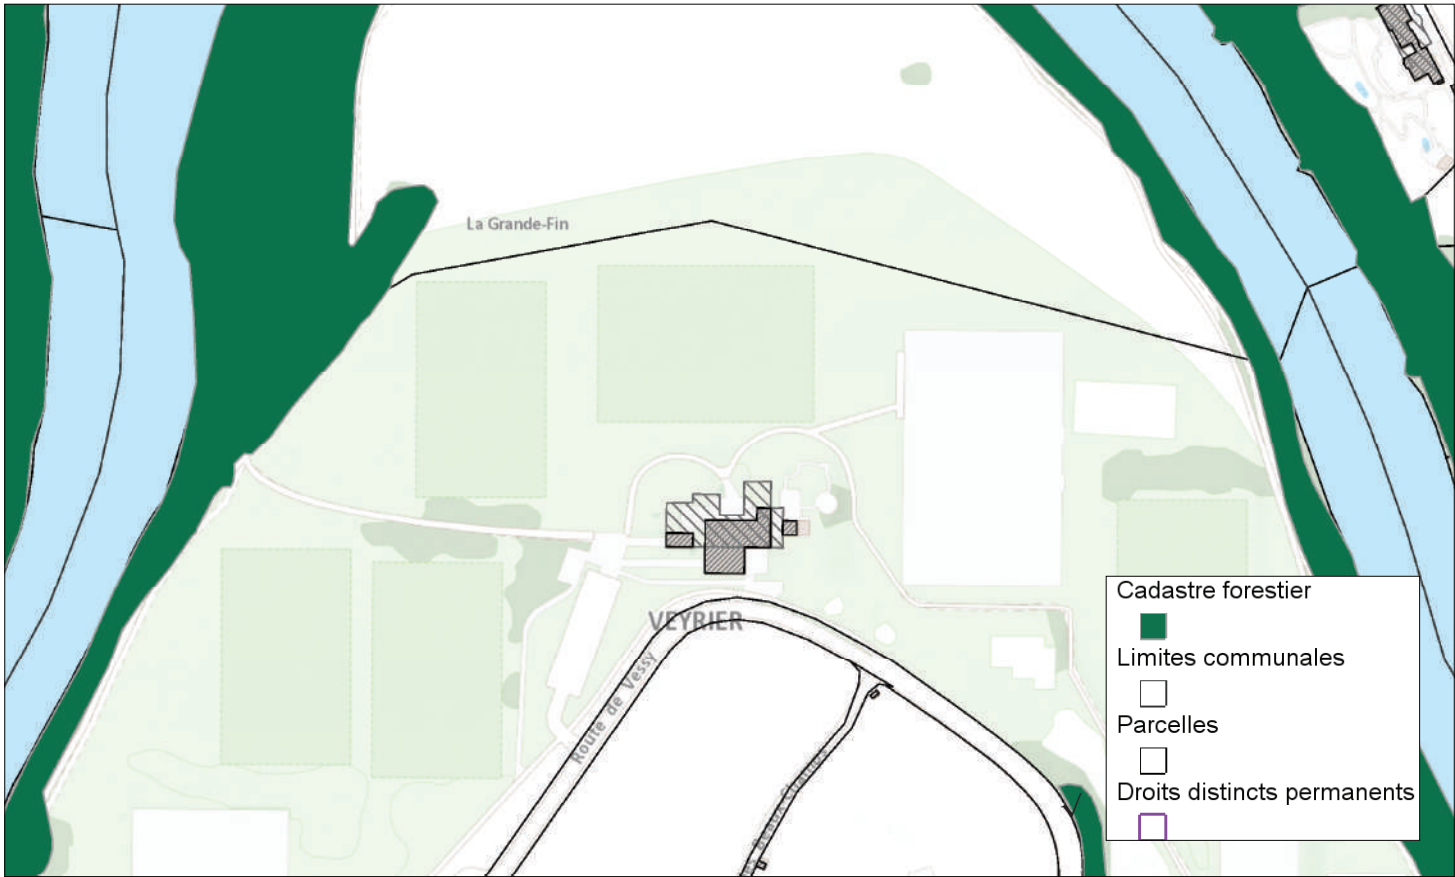 La Grande-Fin
VEYRIER
Route de Vessy
Cadastre forestier
Limites communales
Parcelles
Droits distincts permanents